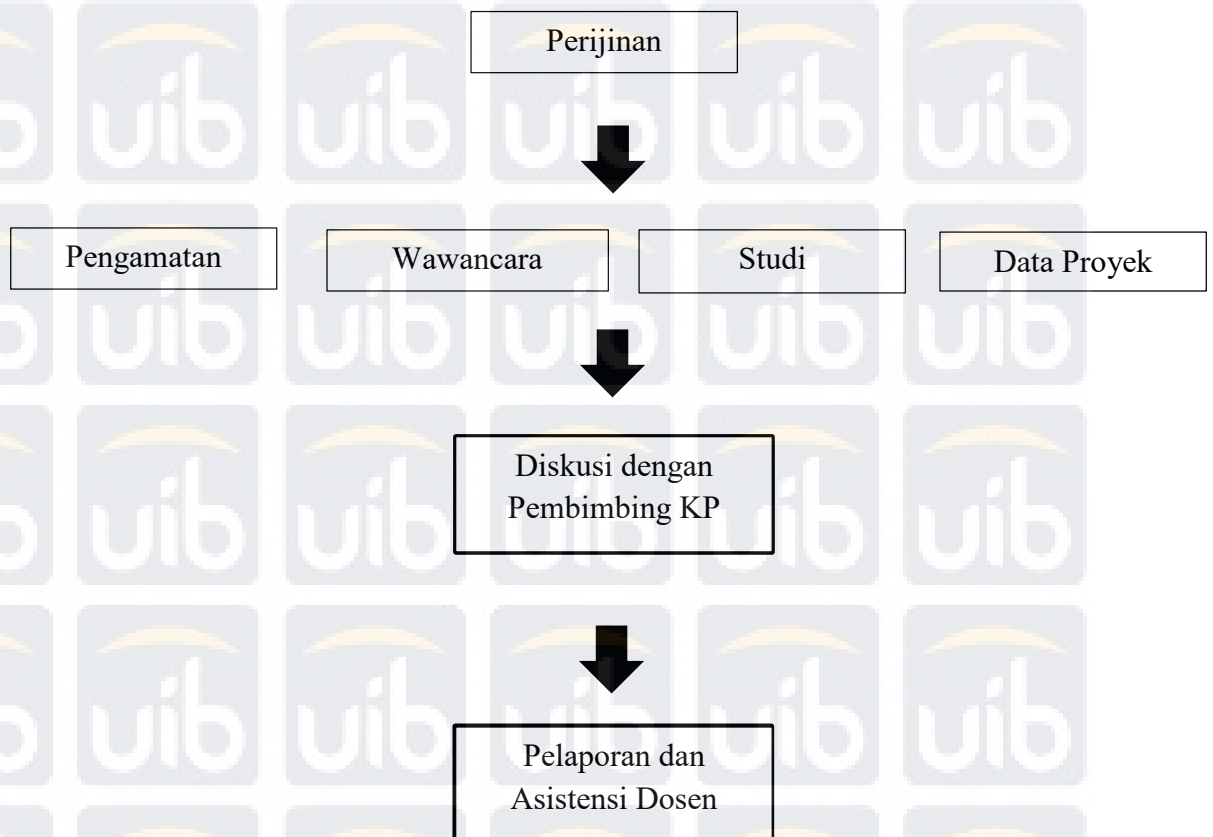 Perijinan
Pengamatan
Wawancara
Studi
Data Proyek
Diskusi dengan
Pembimbing KP
Pelaporan dan
Asistensi Dosen